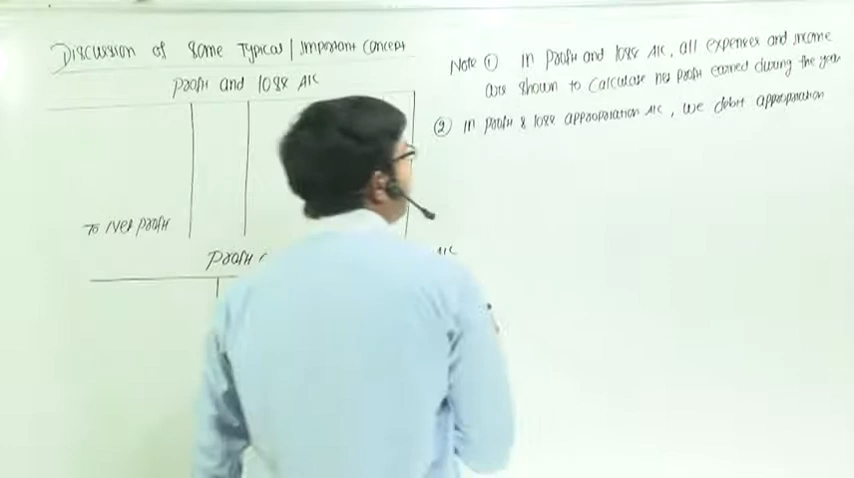 Discussion of some Typical / Important Concept
Profit and loss A/C
To Net profit
Profit
A/C
Note ① In Profit and loss A/C, all expenses and income
are shown to calculate net profit earned during the year
② In profit & loss appropriation A/C, we debit appropriation